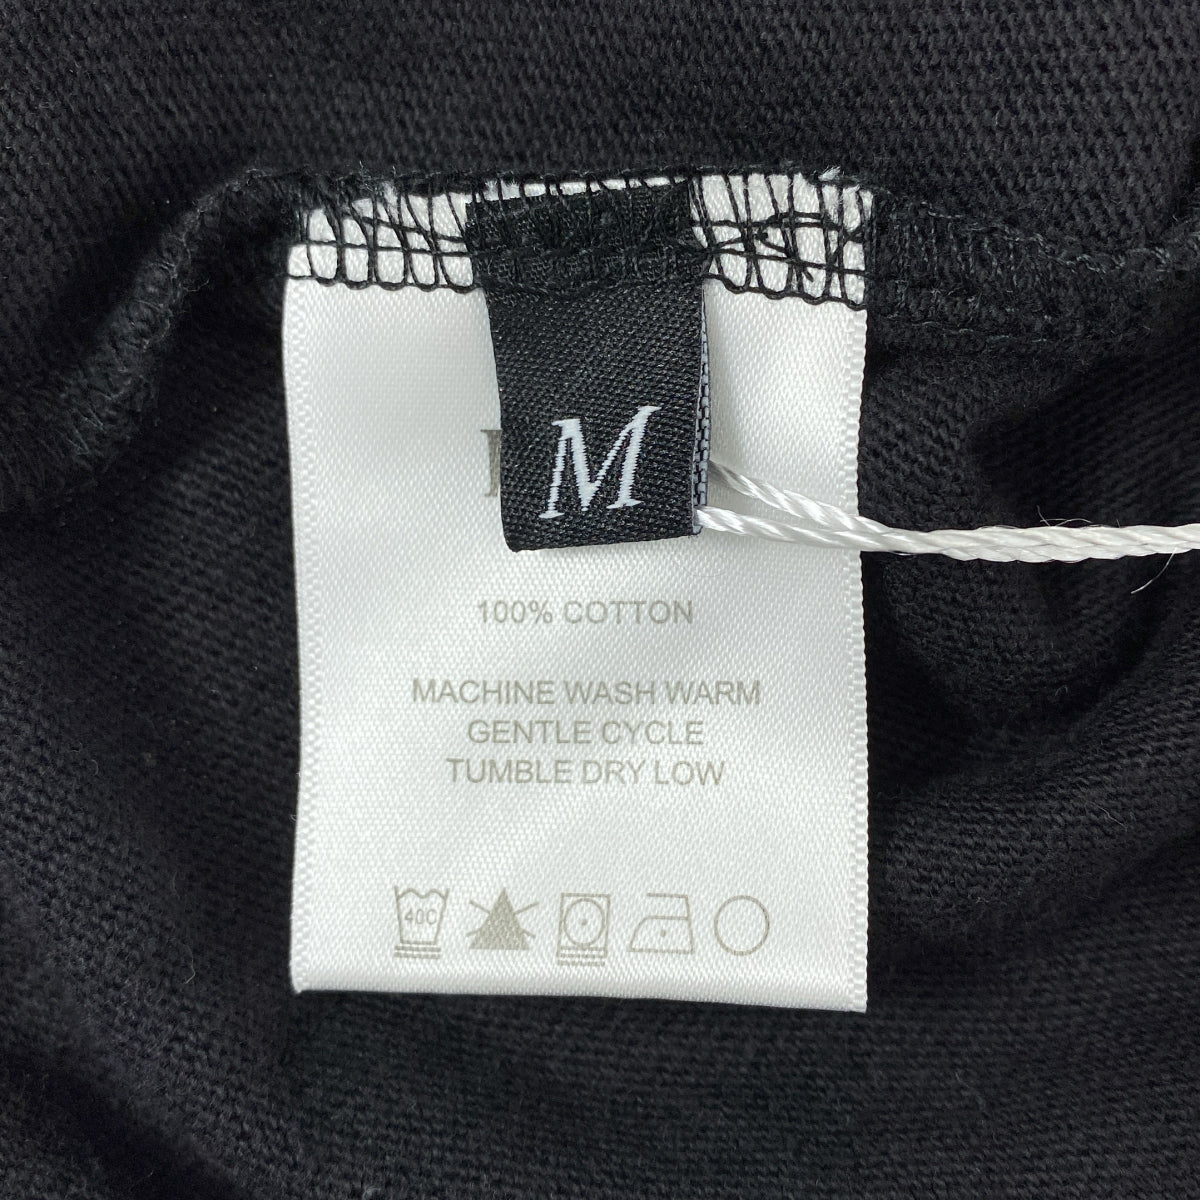 M
100% COTTON
MACHINE WASH WARM
GENTLE CYCLE
TUMBLE DRY LOW
40C